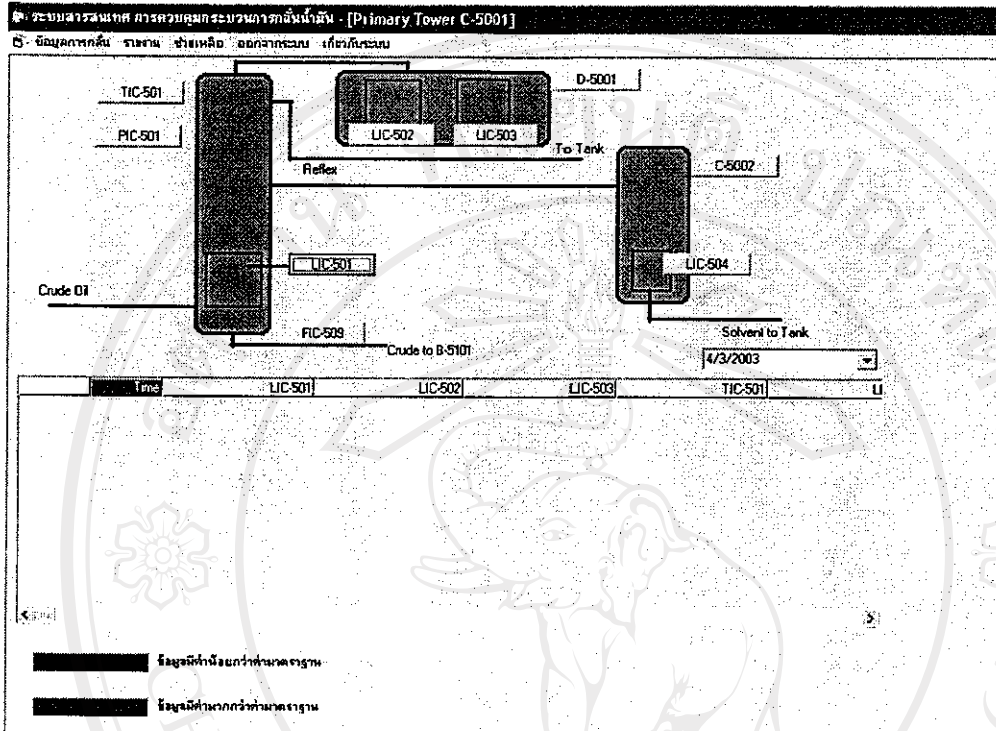 ระบบสารสนเทศ การควบคุมกระบวนการกลั่นน้ำมัน - [Primary Tower C-5001]
ข้อมูลการกลั่น รายงาน ช่วยเหลือ ออกจากระบบ เกี่ยวกับระบบ
TIC-501
D-5001
PIC-501
LIC-502 LIC-503
To Tank
Reflex
C-5002
LIC-501
LIC-504
Crude Oil
FIC-509
Crude to B-5101
Solvent to Tank
4/3/2003
Time LIC-501 LIC-502 LIC-503 TIC-501 LI
ข้อมูลมีค่าน้อยกว่าค่ามาตราฐาน
ข้อมูลมีค่ามากกว่าค่ามาตราฐาน